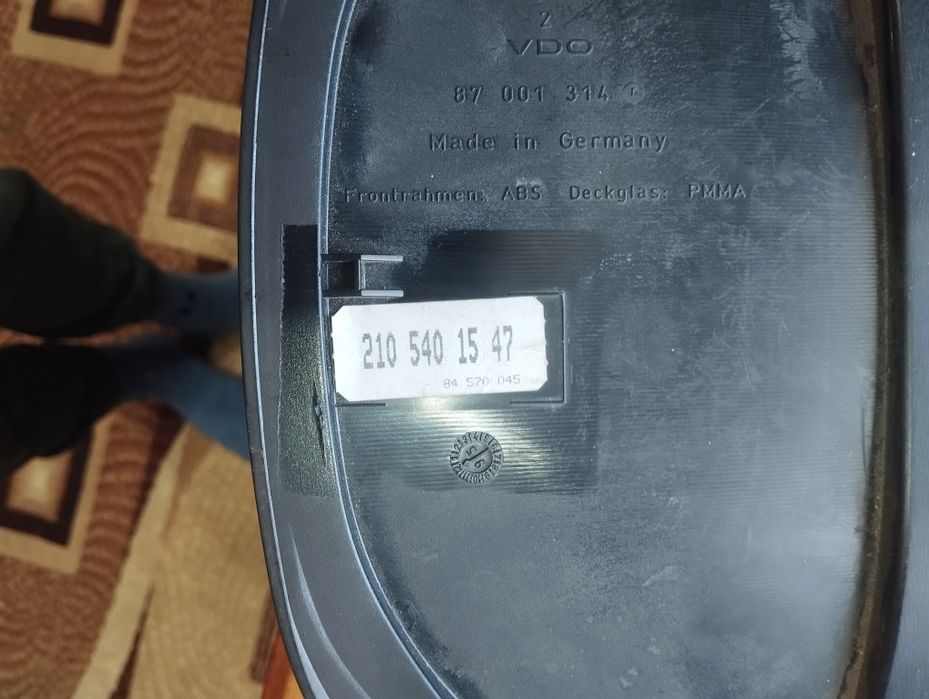 2
VDO
87 001 314
Made in Germany
Frontrahmen: ABS Deckglas: PMMA
210 540 15 47
84 570 045